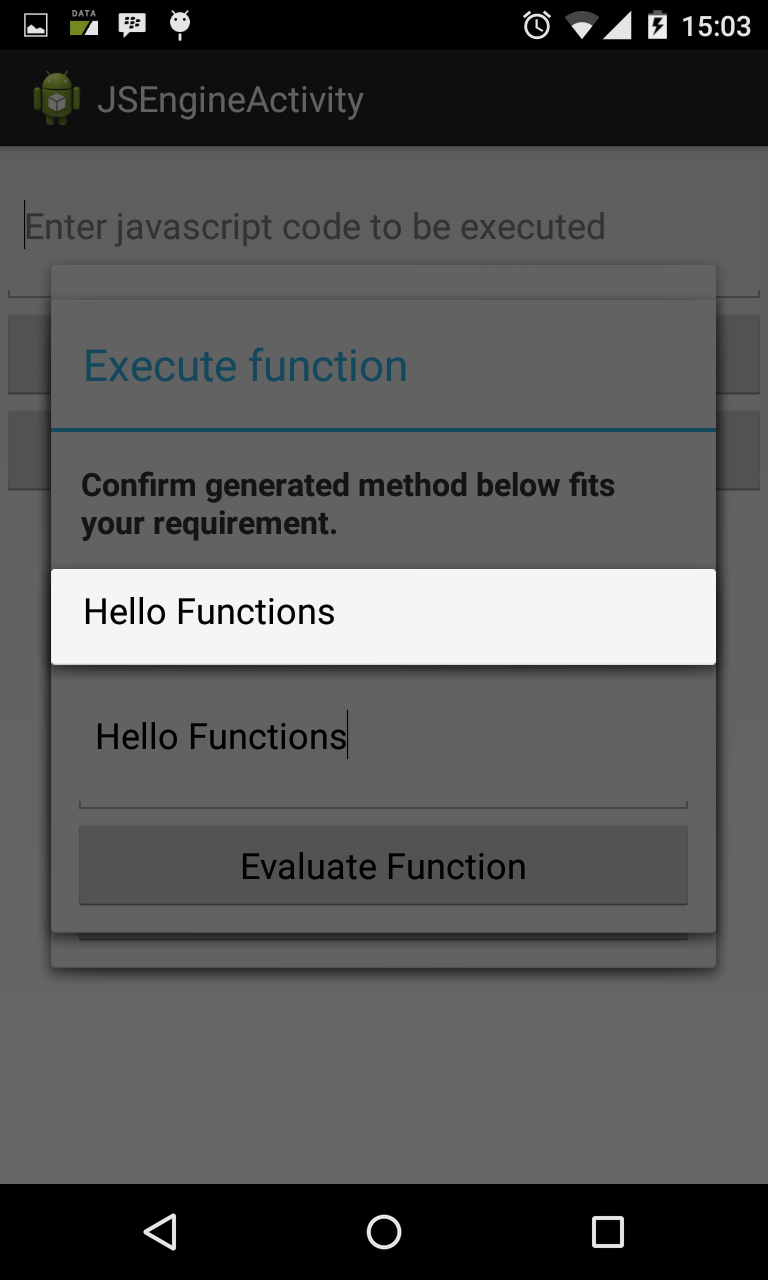 DATA
15:03
JSEngineActivity
Enter javascript code to be executed
Execute function
Confirm generated method below fits
your requirement.
Hello Functions
Hello Functions
Evaluate Function